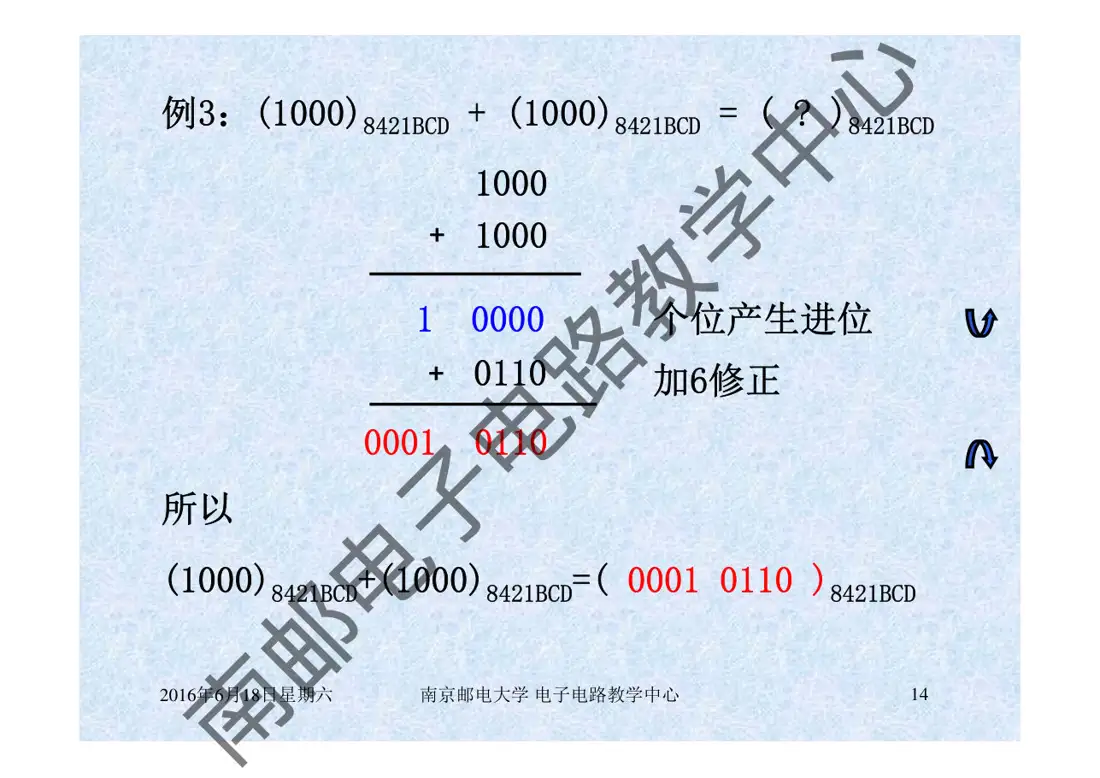 例3：(1000)8421BCD + (1000)8421BCD = ( ? )8421BCD
1000
+ 1000
1 0000 个位产生进位
+ 0110 加6修正
0001 0110
所以
(1000)8421BCD+(1000)8421BCD=( 0001 0110 )8421BCD
2016年6月18日星期六 南京邮电大学 电子电路教学中心 14
南邮电子电路教学中心